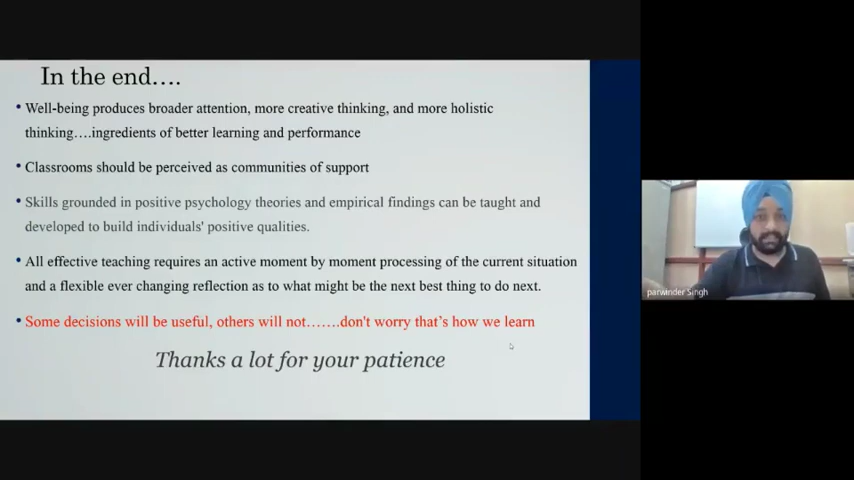 In the end....
• Well-being produces broader attention, more creative thinking, and more holistic
thinking....ingredients of better learning and performance
• Classrooms should be perceived as communities of support
• Skills grounded in positive psychology theories and empirical findings can be taught and
developed to build individuals' positive qualities.
• All effective teaching requires an active moment by moment processing of the current situation
and a flexible ever changing reflection as to what might be the next best thing to do next.
• Some decisions will be useful, others will not…….don't worry that’s how we learn
Thanks a lot for your patience
parwinder Singh